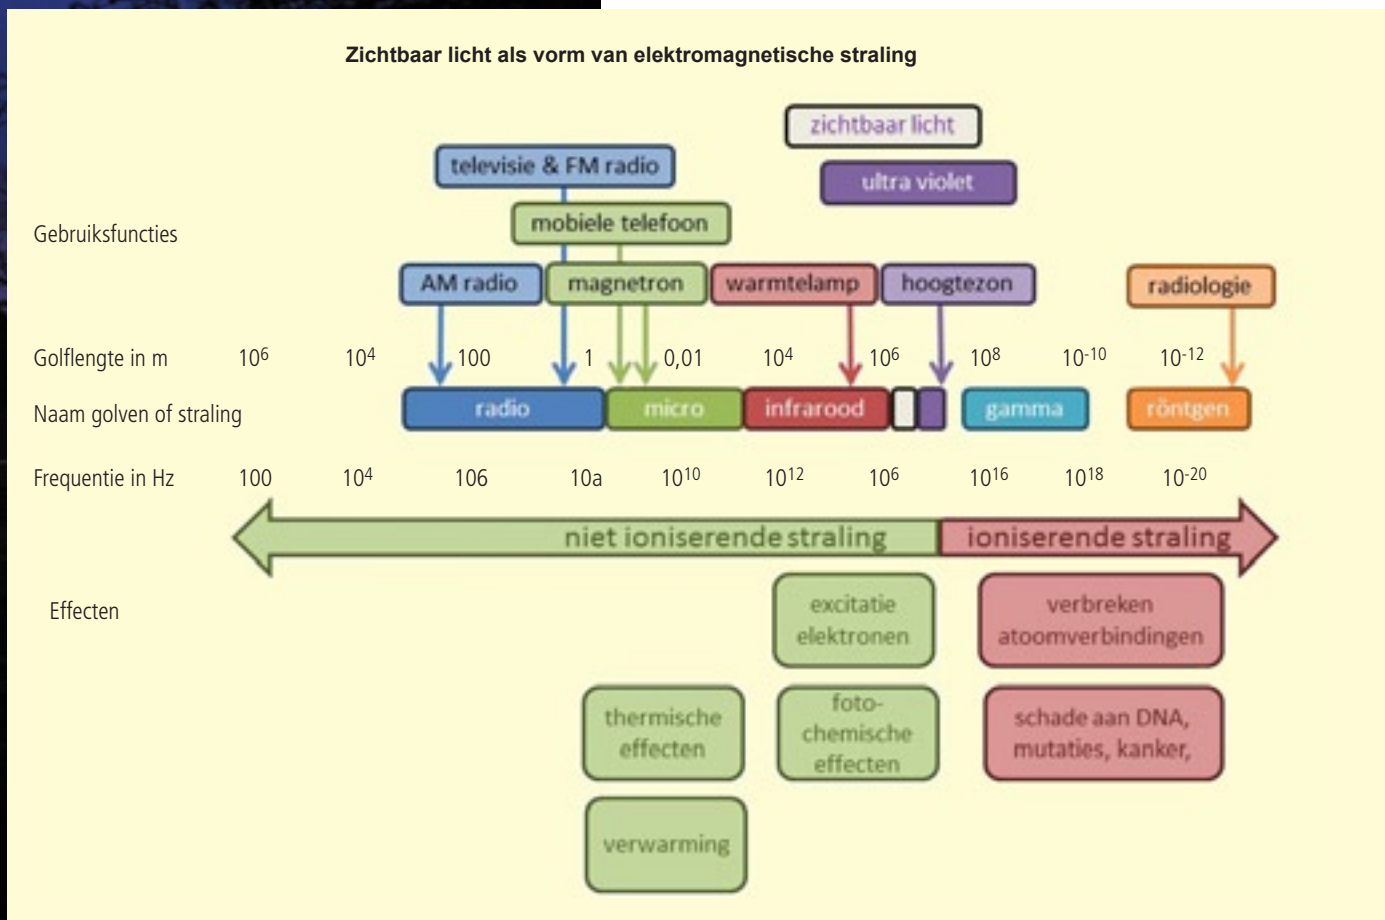 Zichtbaar licht als vorm van elektromagnetische straling
zichtbaar licht
televisie & FM radio
ultra violet
mobiele telefoon
Gebruiksfuncties
AM radio magnetron warmtelamp hoogtezon radiologie
Golflengte in m 10⁶ 10⁴ 100 1 0,01 10⁴ 10⁶ 10⁸ 10⁻¹⁰ 10⁻¹²
Naam golven of straling radio micro infrarood gamma röntgen
Frequentie in Hz 100 10⁴ 106 10a 10¹⁰ 10¹² 10⁶ 10¹⁶ 10¹⁸ 10⁻²⁰
niet ioniserende straling ioniserende straling
Effecten
excitatie
elektronen
verbreken
atoomverbindingen
thermische
effecten
foto-
chemische
effecten
schade aan DNA,
mutaties, kanker,
verwarming